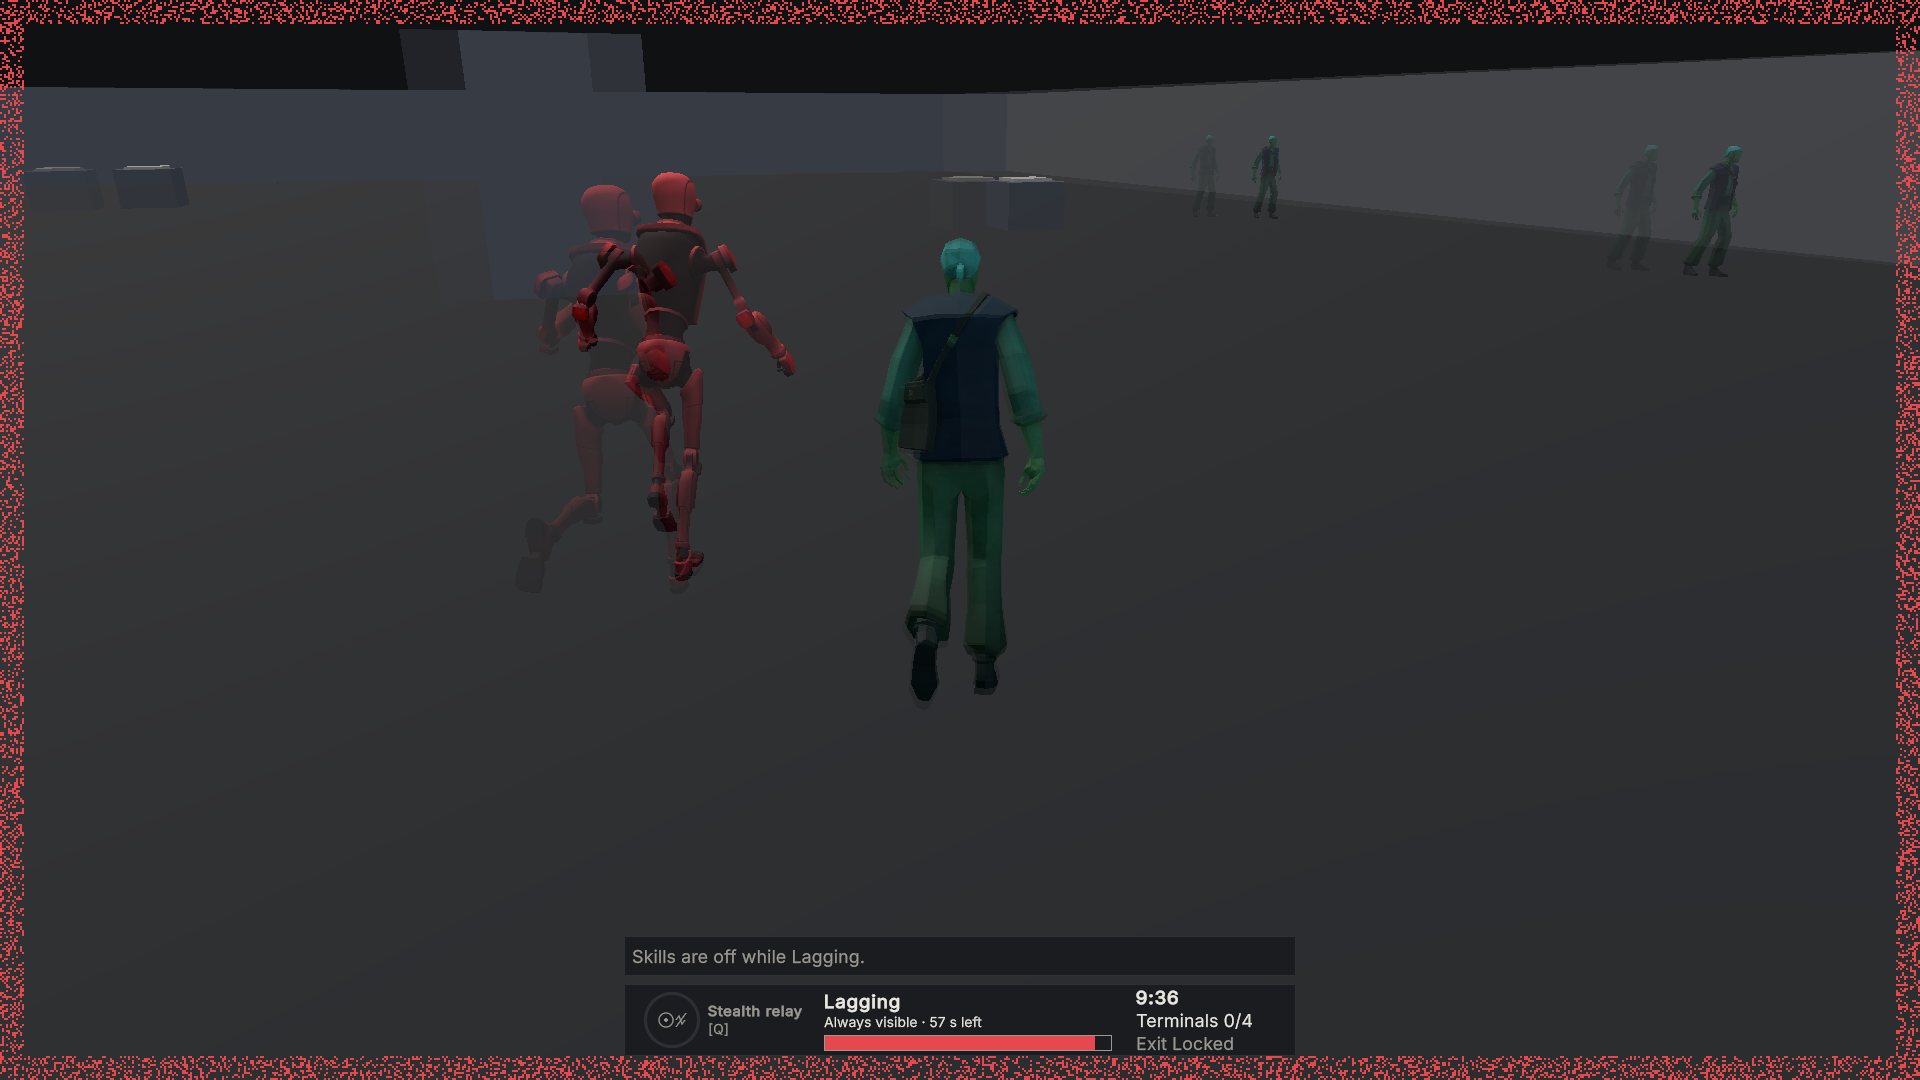 Skills are off while Lagging.
Stealth relay
[Q]
Lagging
Always visible · 57 s left
9:36
Terminals 0/4
Exit Locked